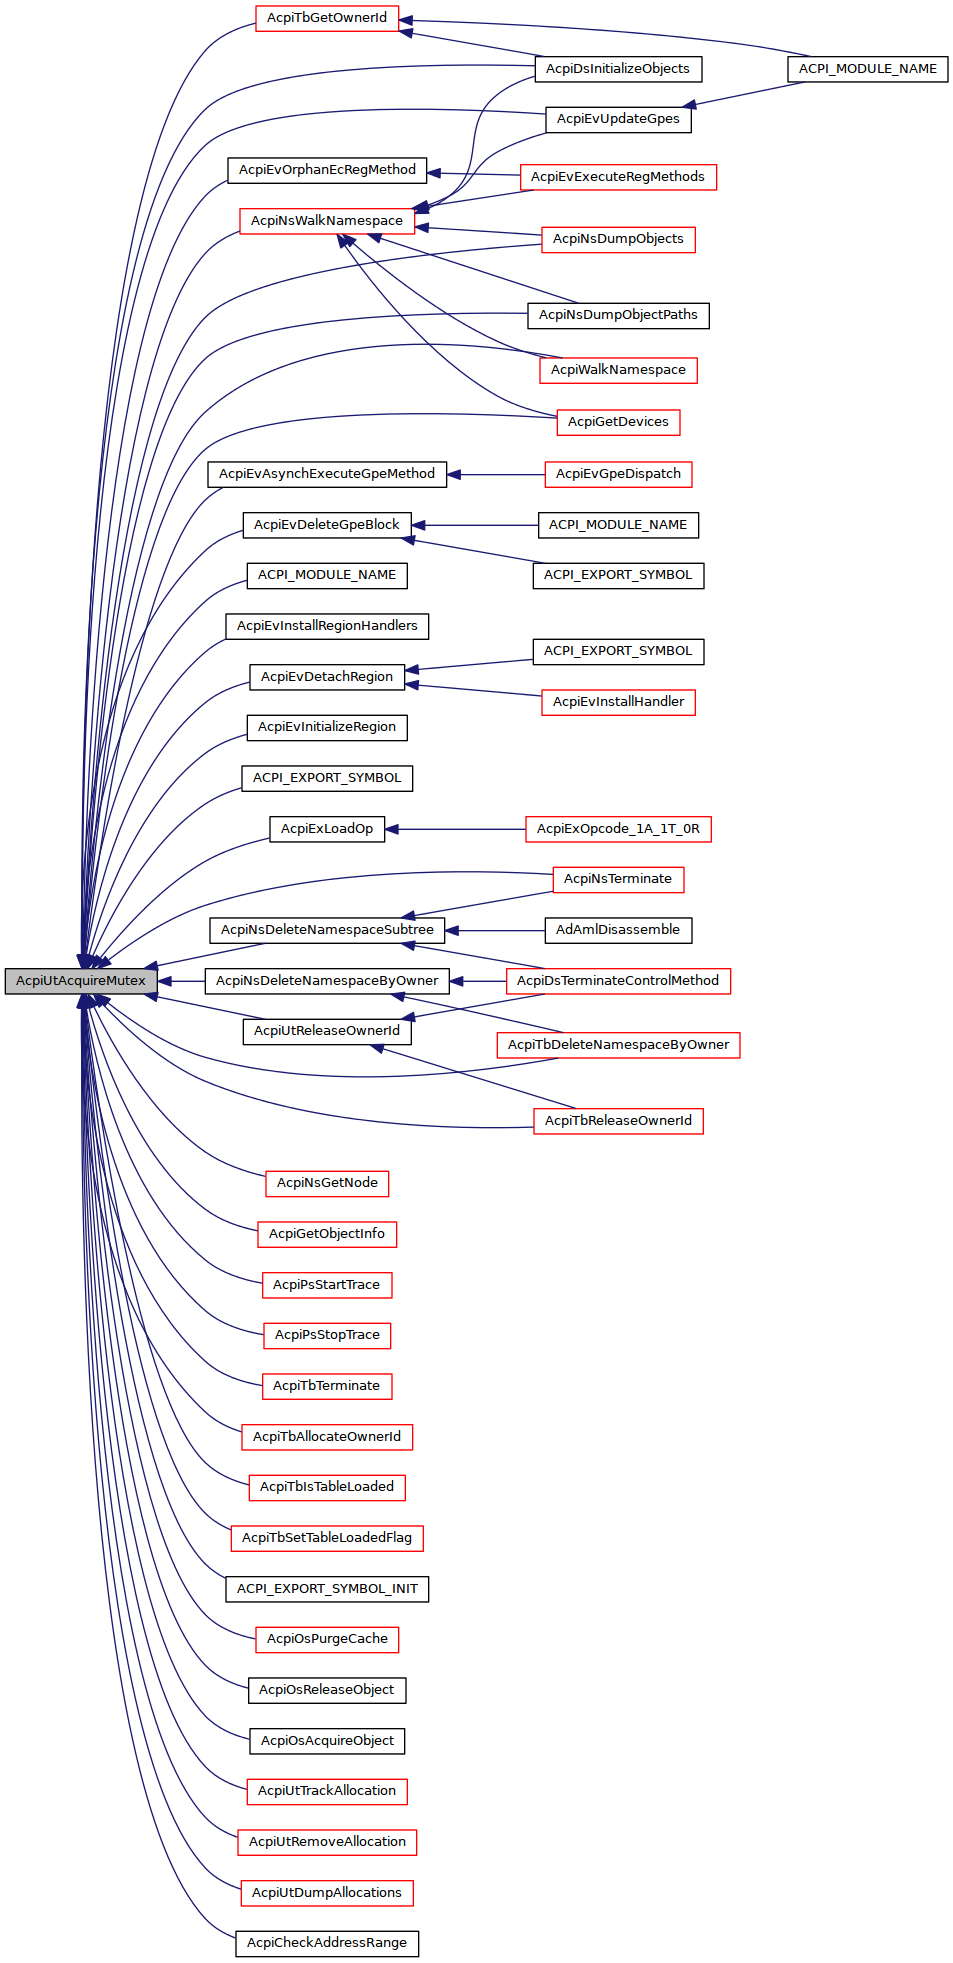 AcpiTbGetOwnerId
AcpiDsInitializeObjects
ACPI_MODULE_NAME
AcpiEvUpdateGpes
AcpiEvOrphanEcRegMethod
AcpiEvExecuteRegMethods
AcpiNsWalkNamespace
AcpiNsDumpObjects
AcpiNsDumpObjectPaths
AcpiWalkNamespace
AcpiGetDevices
AcpiEvAsynchExecuteGpeMethod
AcpiEvGpeDispatch
AcpiEvDeleteGpeBlock
ACPI_MODULE_NAME
ACPI_MODULE_NAME
ACPI_EXPORT_SYMBOL
AcpiEvInstallRegionHandlers
ACPI_EXPORT_SYMBOL
AcpiEvDetachRegion
AcpiEvInstallHandler
AcpiEvInitializeRegion
ACPI_EXPORT_SYMBOL
AcpiExLoadOp
AcpiExOpcode_1A_1T_0R
AcpiNsTerminate
AcpiNsDeleteNamespaceSubtree
AdAmlDisassemble
AcpiUtAcquireMutex
AcpiNsDeleteNamespaceByOwner
AcpiDsTerminateControlMethod
AcpiUtReleaseOwnerId
AcpiTbDeleteNamespaceByOwner
AcpiTbReleaseOwnerId
AcpiNsGetNode
AcpiGetObjectInfo
AcpiPsStartTrace
AcpiPsStopTrace
AcpiTbTerminate
AcpiTbAllocateOwnerId
AcpiTbIsTableLoaded
AcpiTbSetTableLoadedFlag
ACPI_EXPORT_SYMBOL_INIT
AcpiOsPurgeCache
AcpiOsReleaseObject
AcpiOsAcquireObject
AcpiUtTrackAllocation
AcpiUtRemoveAllocation
AcpiUtDumpAllocations
AcpiCheckAddressRange